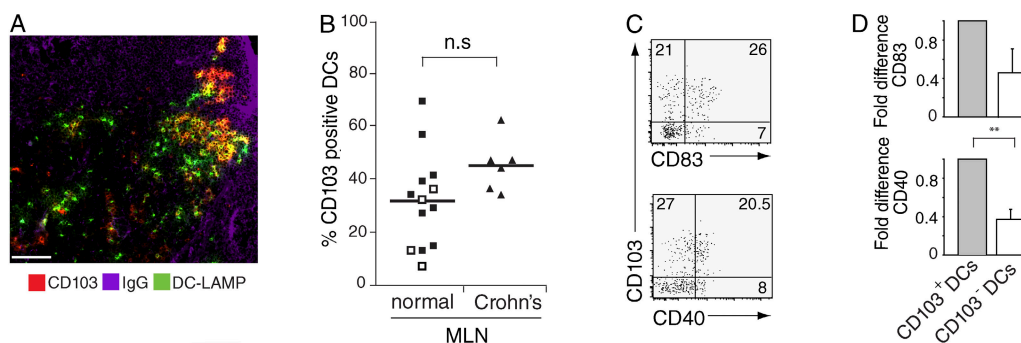 A
CD103 IgG DC-LAMP
B
% CD103 positive DCs
100
80
60
40
20
0
n.s
normal Crohn's
MLN
C
CD103
21 26
7
CD83
27 20.5
8
CD40
D
Fold difference
CD83
0.8
0.4
0
**
Fold difference
CD40
0.8
0.4
0
CD103+DCs
CD103-DCs